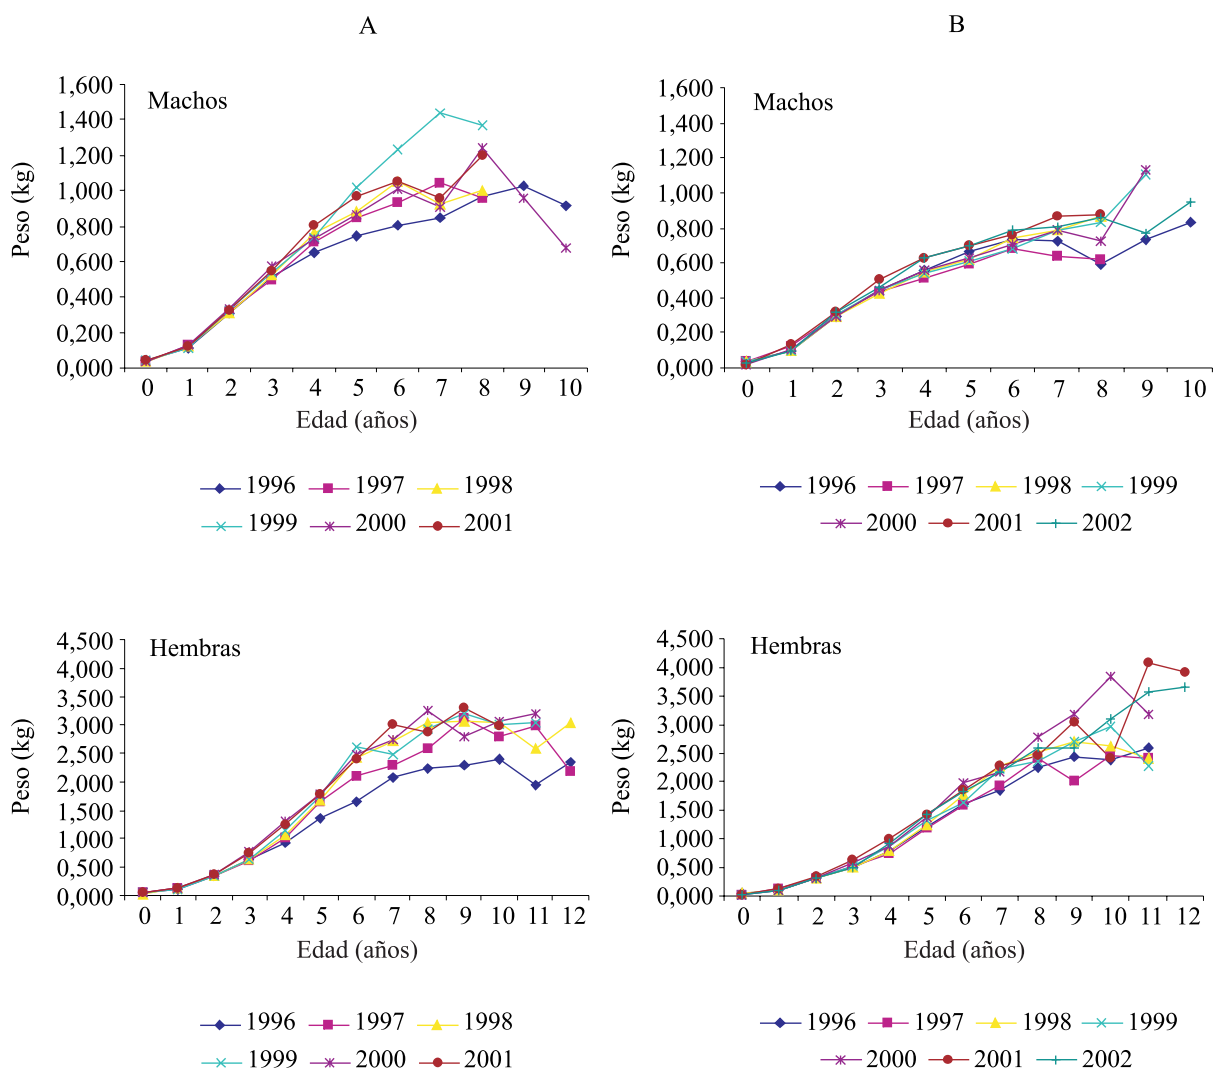 A
B
Machos
1,600
1,400
1,200
1,000
0,800
0,600
0,400
0,200
0,000
Peso (kg)
0 1 2 3 4 5 6 7 8 9 10
Edad (años)
1996 1997 1998
1999 2000 2001
Machos
1,600
1,400
1,200
1,000
0,800
0,600
0,400
0,200
0,000
Peso (kg)
0 1 2 3 4 5 6 7 8 9 10
Edad (años)
1996 1997 1998 1999
2000 2001 2002
Hembras
4,500
4,000
3,500
3,000
2,500
2,000
1,500
1,000
0,500
0,000
Peso (kg)
0 1 2 3 4 5 6 7 8 9 10 11 12
Edad (años)
1996 1997 1998
1999 2000 2001
Hembras
4,500
4,000
3,500
3,000
2,500
2,000
1,500
1,000
0,500
0,000
Peso (kg)
0 1 2 3 4 5 6 7 8 9 10 11 12
Edad (años)
1996 1997 1998 1999
2000 2001 2002